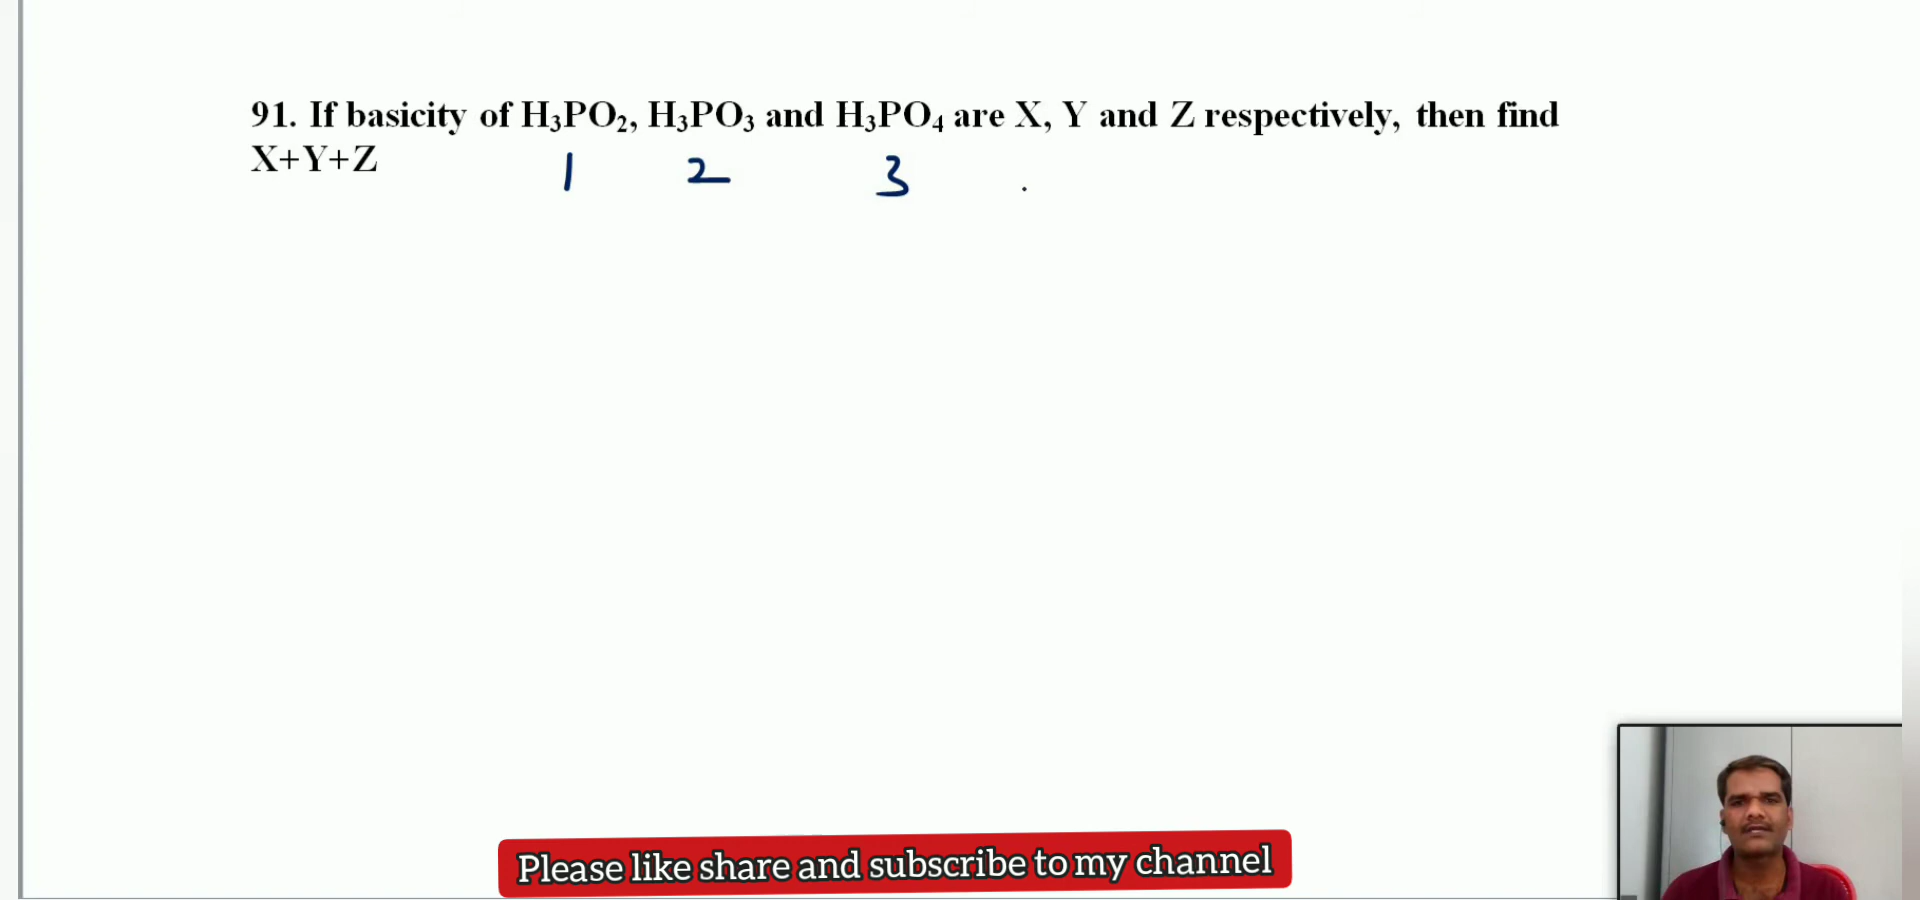 91. If basicity of H₃PO₂, H₃PO₃ and H₃PO₄ are X, Y and Z respectively, then find
X+Y+Z
1 2 3 .
Please like share and subscribe to my channel